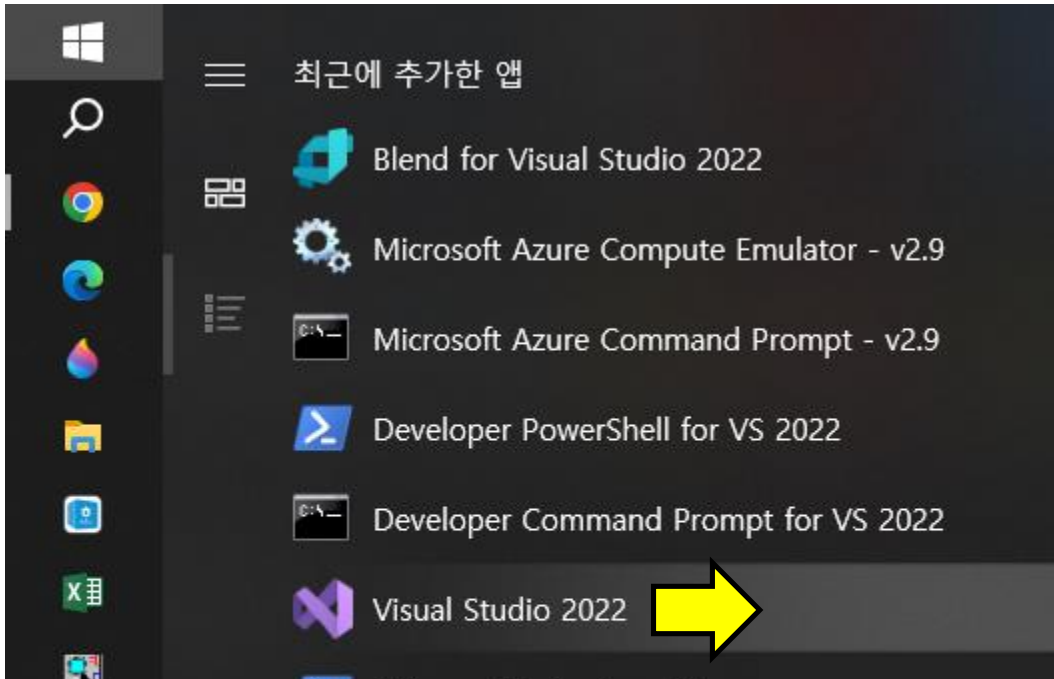 최근에 추가한 앱
Blend for Visual Studio 2022
Microsoft Azure Compute Emulator - v2.9
Microsoft Azure Command Prompt - v2.9
Developer PowerShell for VS 2022
Developer Command Prompt for VS 2022
Visual Studio 2022